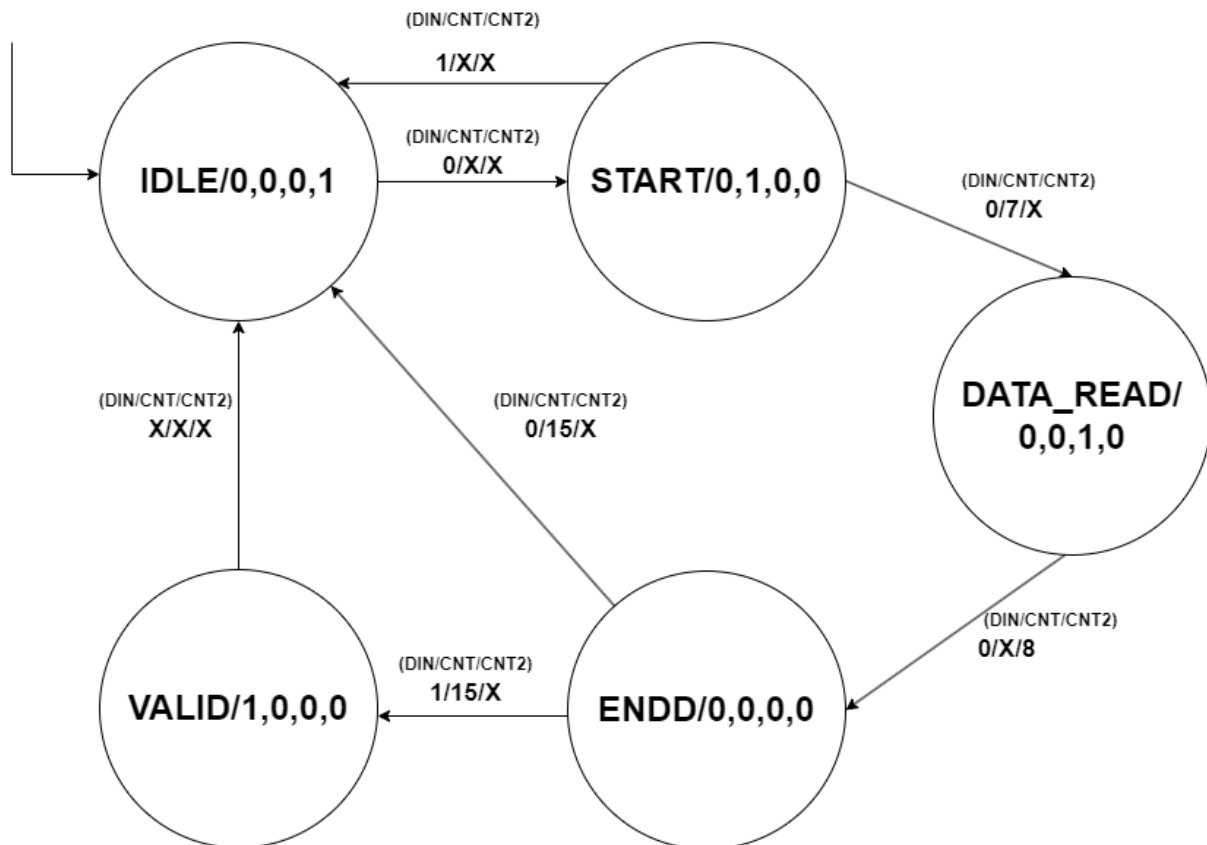 (DIN/CNT/CNT2)
1/X/X
(DIN/CNT/CNT2)
0/X/X
IDLE/0,0,0,1
START/0,1,0,0
(DIN/CNT/CNT2)
0/7/X
DATA_READ/
0,0,1,0
(DIN/CNT/CNT2)
X/X/X
(DIN/CNT/CNT2)
0/15/X
(DIN/CNT/CNT2)
0/X/8
(DIN/CNT/CNT2)
1/15/X
VALID/1,0,0,0
ENDD/0,0,0,0